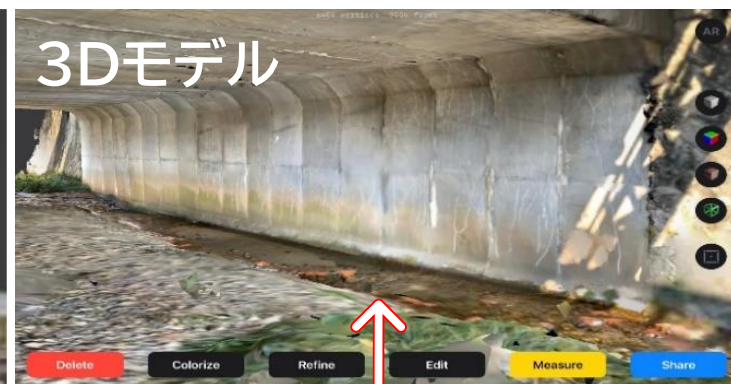 3Dモデル
AR
Delete
Colorize
Refine
Edit
Measure
Share